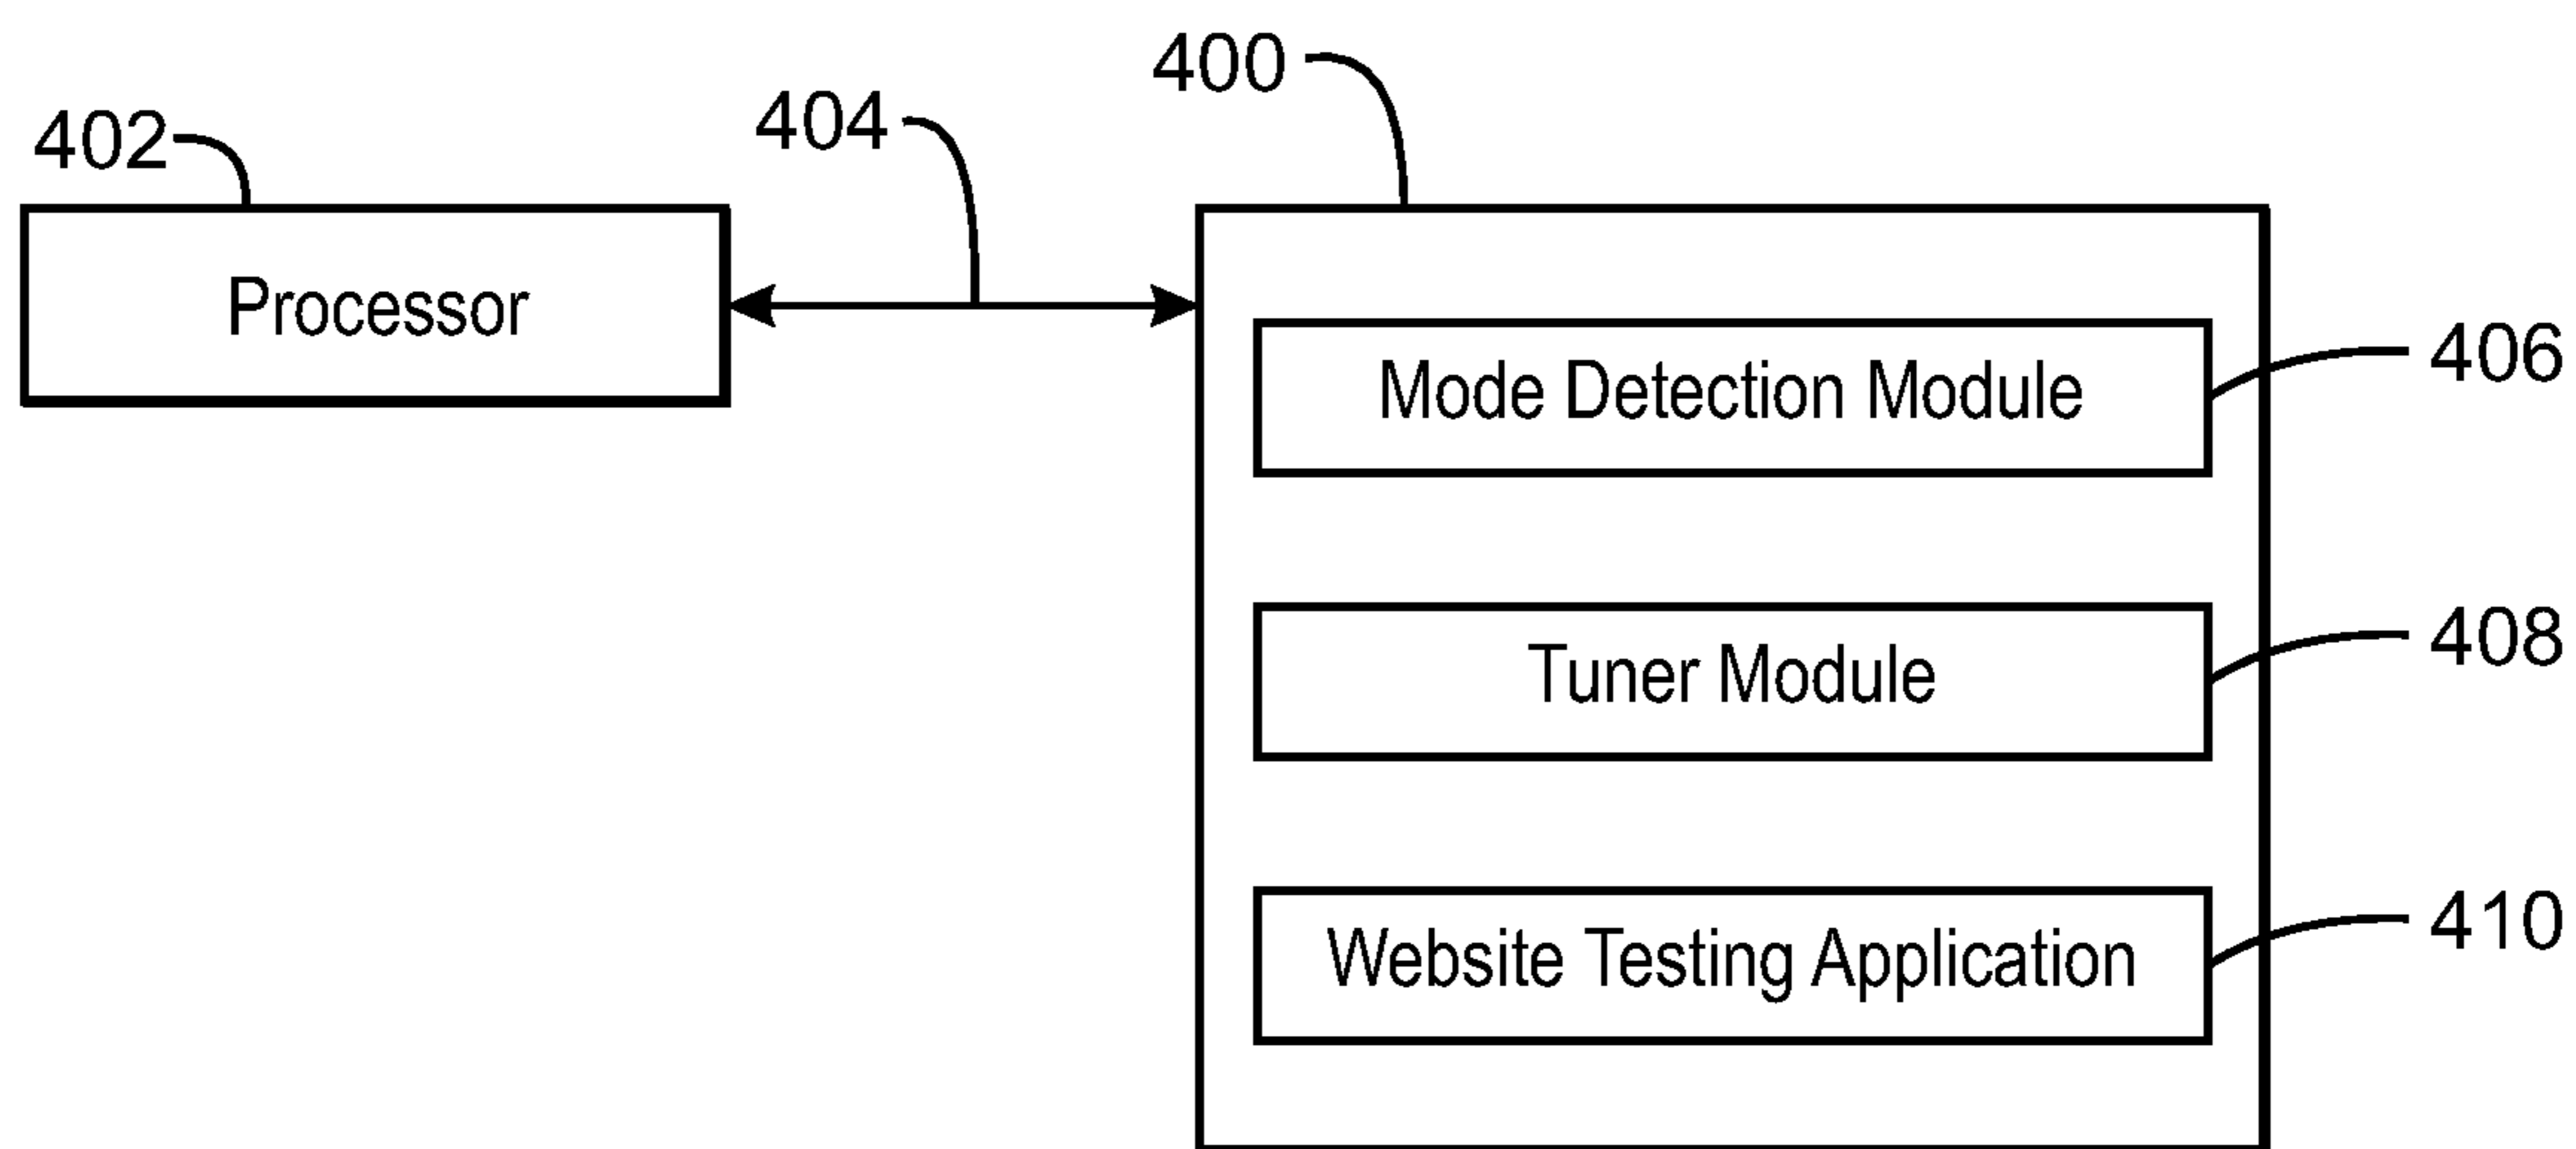 400
404
402
Processor
Mode Detection Module
406
Tuner Module
408
Website Testing Application
410